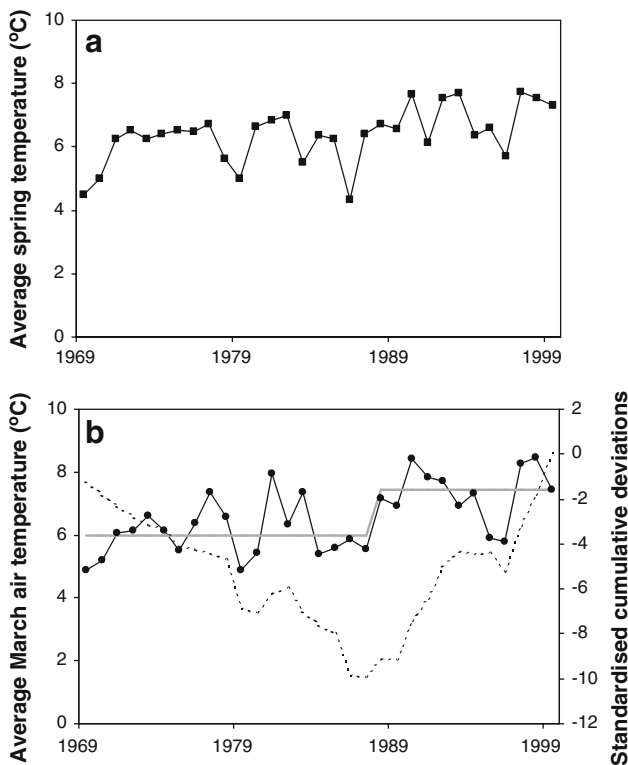 Average spring temperature (ºC)
a
10
8
6
4
2
0
1969 1979 1989 1999
Average March air temperature (ºC)
b
10
8
6
4
2
0
1969 1979 1989 1999
2
0
-2
-4
-6
-8
-10
-12
Standardised cumulative deviations